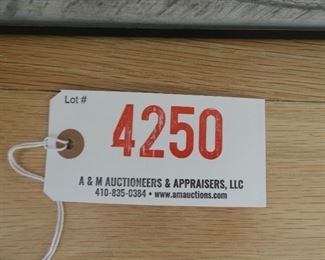 Lot #
4250
A & M AUCTIONEERS & APPRAISERS, LLC
410-835-0384 • www.amauctions.com